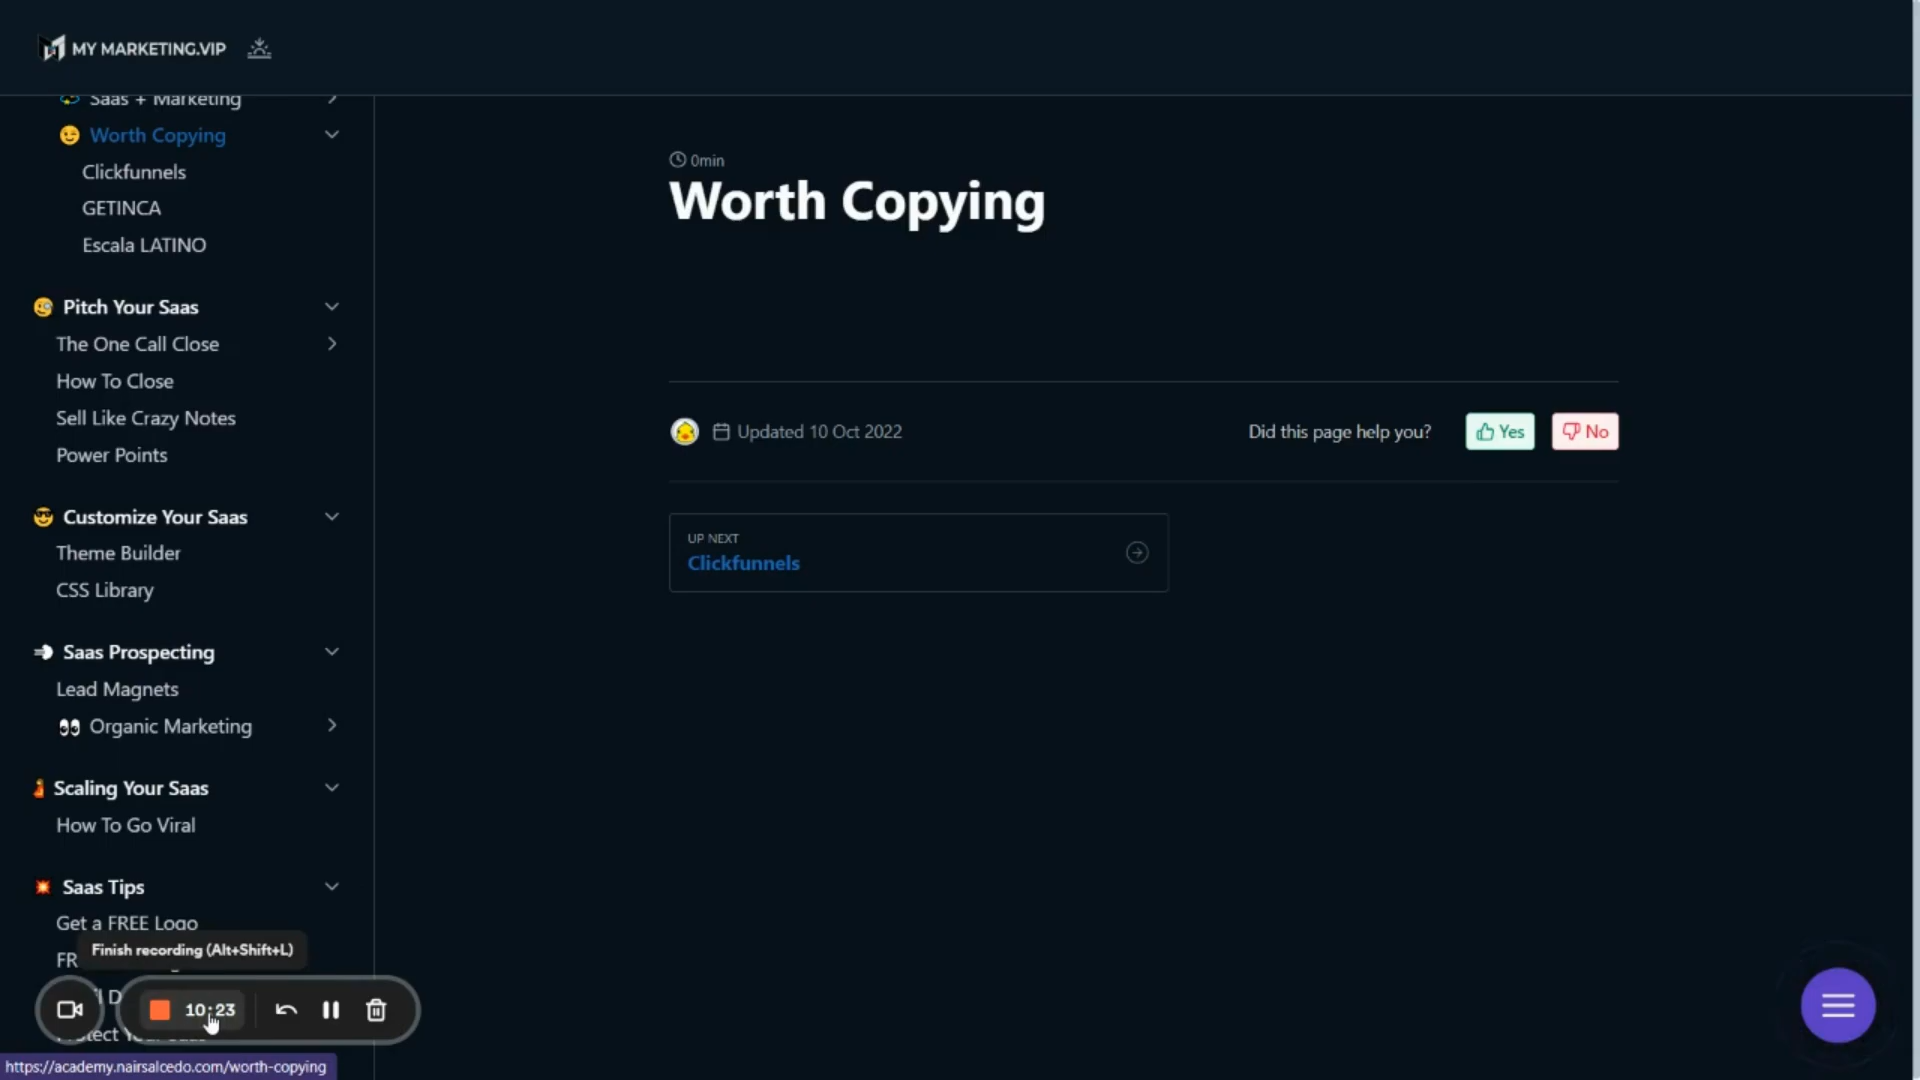 MY MARKETING.VIP
Saas + Marketing
Worth Copying
Clickfunnels
GETINCA
Escala LATINO
Pitch Your Saas
The One Call Close
How To Close
Sell Like Crazy Notes
Power Points
Customize Your Saas
Theme Builder
CSS Library
Saas Prospecting
Lead Magnets
Organic Marketing
Scaling Your Saas
How To Go Viral
Saas Tips
Get a FREE Logo
Finish recording (Alt+Shift+L)
10:23
https://academy.nairsalcedo.com/worth-copying
0min
Worth Copying
Updated 10 Oct 2022
Did this page help you?
Yes
No
UP NEXT
Clickfunnels